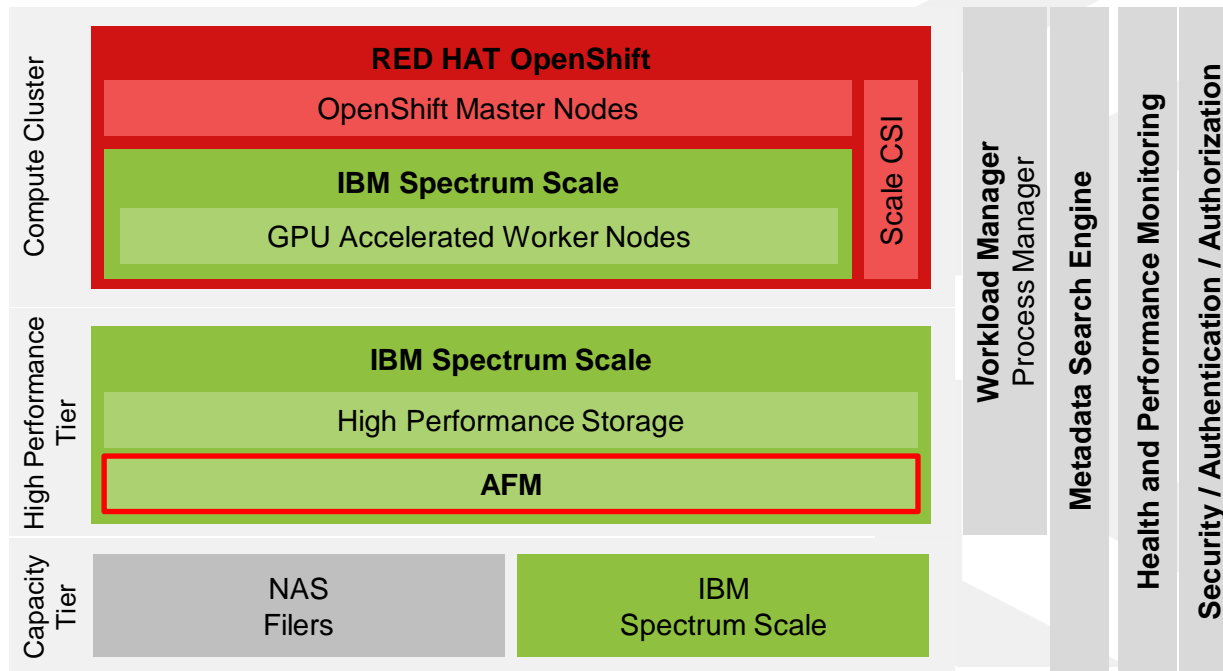 Compute Cluster
RED HAT OpenShift
OpenShift Master Nodes
IBM Spectrum Scale
GPU Accelerated Worker Nodes
Scale CSI
High Performance
Tier
IBM Spectrum Scale
High Performance Storage
AFM
Capacity
Tier
NAS
Filers
IBM
Spectrum Scale
Workload Manager
Process Manager
Metadata Search Engine
Health and Performance Monitoring
Security / Authentication / Authorization